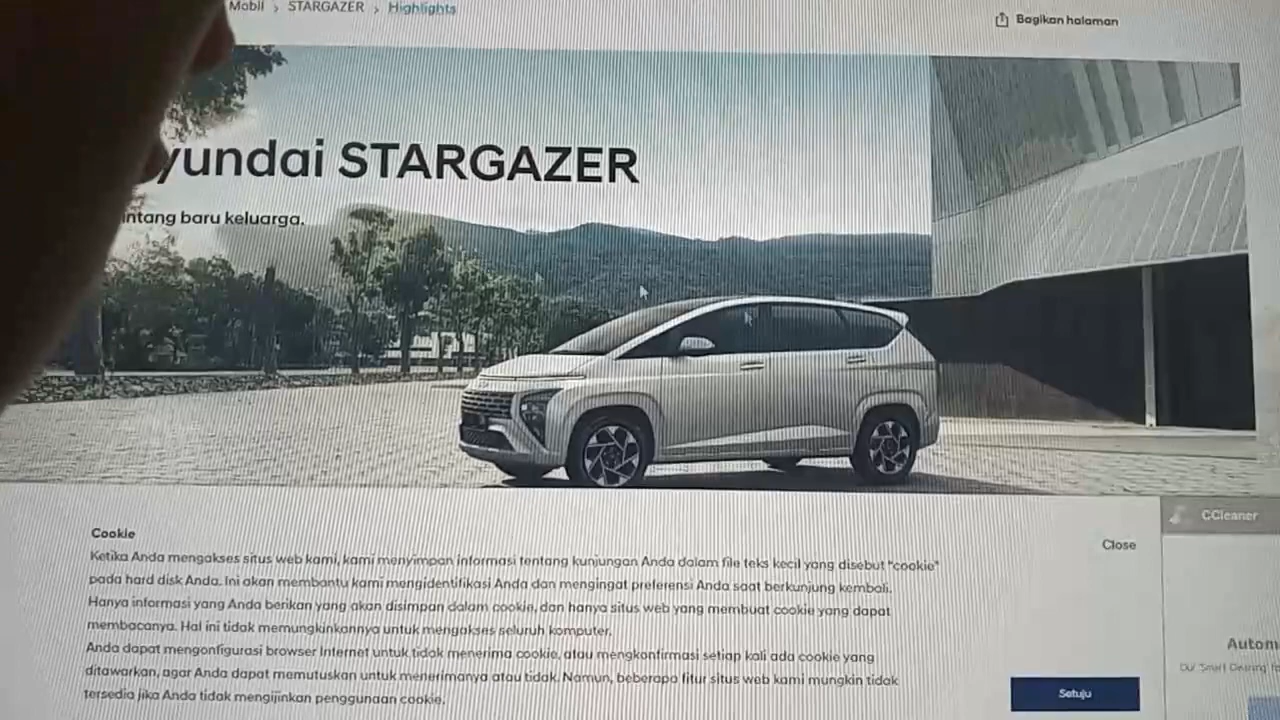 Mobil > STARGAZER > Highlights
Bagikan halaman
yundai STARGAZER
intang baru keluarga.
Cookie
Close
Ketika Anda mengakses situs web kami, kami menyimpan informasi tentang kunjungan Anda dalam file teks kecil yang disebut "cookie"
pada hard disk Anda. Ini akan membantu kami mengidentifikasi Anda dan mengingat preferensi Anda saat berkunjung kembali.
Hanya informasi yang Anda berikan yang akan disimpan dalam cookie, dan hanya situs web yang membuat cookie yang dapat
membacanya. Hal ini tidak memungkinkannya untuk mengakses seluruh komputer.
Anda dapat mengonfigurasi browser Internet untuk tidak menerima cookie, atau mengkonfirmasi setiap kali ada cookie yang
ditawarkan, agar Anda dapat memutuskan untuk menerimanya atau tidak. Namun, beberapa fitur situs web kami mungkin tidak
tersedia jika Anda tidak mengijinkan penggunaan cookie.
Setuju
CCleaner
Autom
Our Smart Cleaning